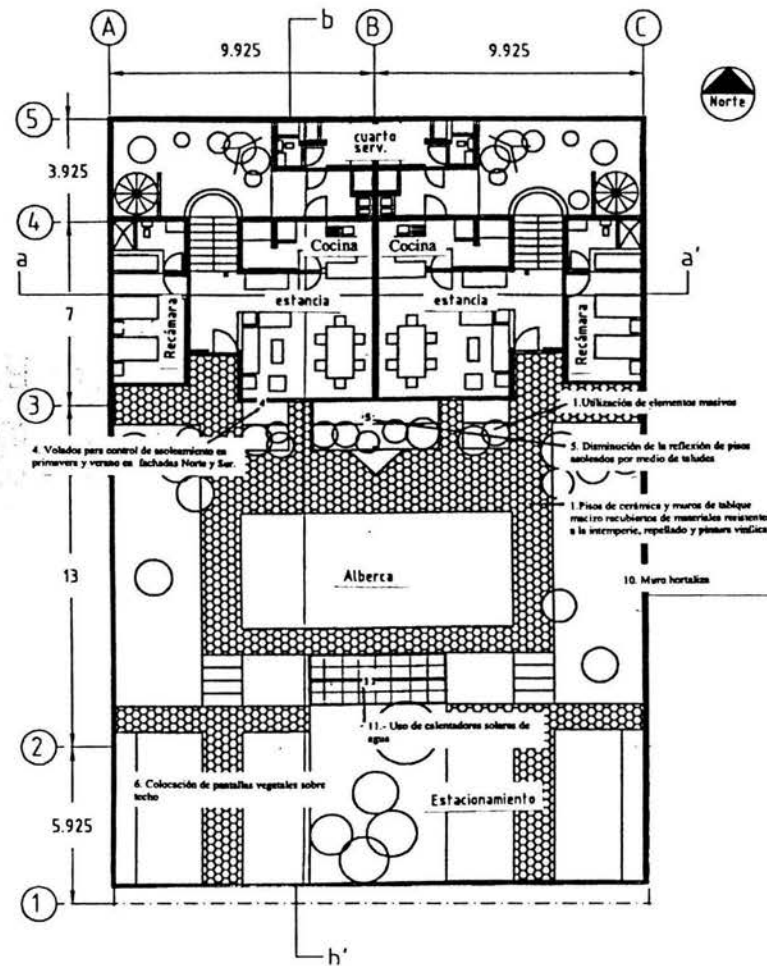 A
b
B
C
9.925
9.925
Norte
5
cuarto
serv.
3.925
4
Cocina
Cocina
a
a'
estancia
estancia
7
Recámara
Recámara
3
4
5
1.Utilización de elementos masivos
4. Volados para control de asoleamiento en
primavera y verano en fachadas Norte y Sur.
5. Disminución de la reflexión de pisos
asoleados por medio de taludes
1.Pisos de cerámica y muros de tabique
macizo recubiertos de materiales resistentes
a la intemperie, repellado y pintura vinílica
13
Alberca
10. Muro hortaliza
11.- Uso de calentadores solares de
agua
2
6. Colocación de pantallas vegetales sobre
techo
Estacionamiento
5.925
1
h'